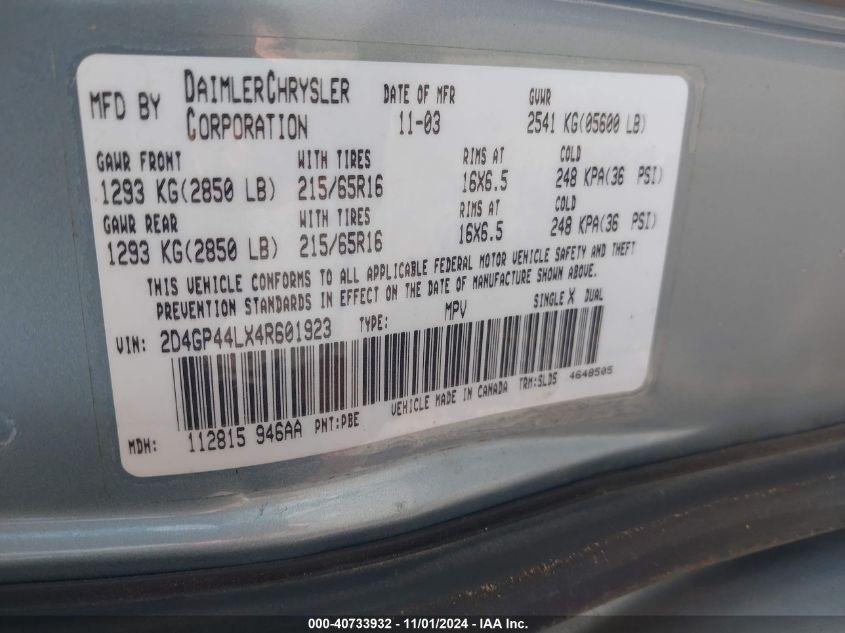 MFD BY DAIMLERCHRYSLER CORPORATION DATE OF MFR 11-03 GVWR 2541 KG(05600 LB)
GAWR FRONT WITH TIRES RIMS AT COLD
1293 KG(2850 LB) 215/65R16 16X6.5 248 KPA(36 PSI)
GAWR REAR WITH TIRES RIMS AT COLD
1293 KG(2850 LB) 215/65R16 16X6.5 248 KPA(36 PSI)
THIS VEHICLE CONFORMS TO ALL APPLICABLE FEDERAL MOTOR VEHICLE SAFETY AND THEFT
PREVENTION STANDARDS IN EFFECT ON THE DATE OF MANUFACTURE SHOWN ABOVE.
VIN: 2D4GP44LX4R601923 TYPE: MPV SINGLE X DUAL
MDH: 112815 946AA PNT:PBE VEHICLE MADE IN CANADA TRM:SLD5 4648505
000-40733932 - 11/01/2024 - IAA Inc.